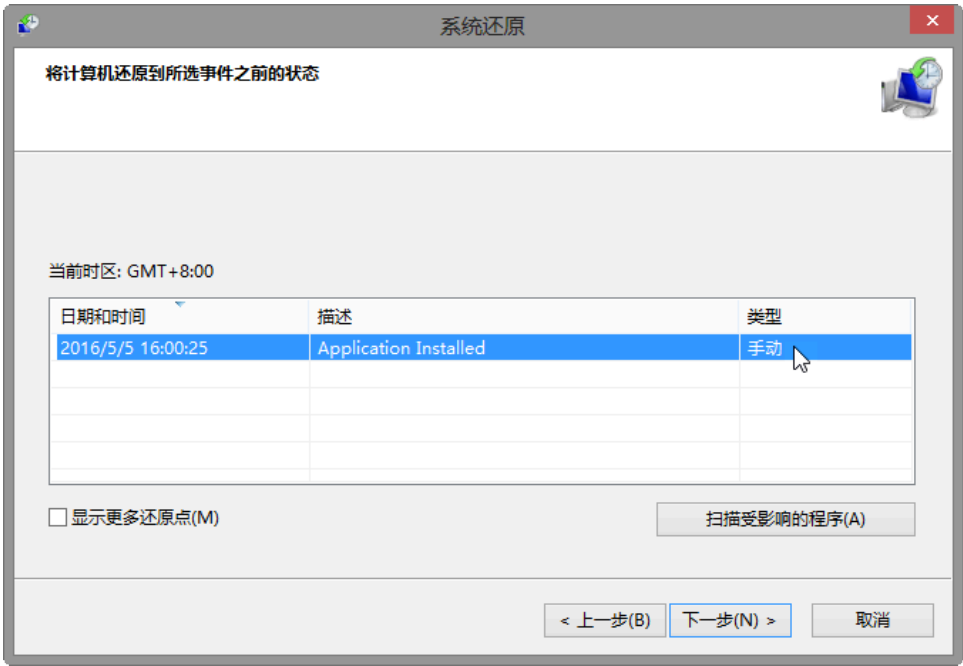 系统还原
将计算机还原到所选事件之前的状态
当前时区: GMT+8:00
日期和时间 描述 类型
2016/5/5 16:00:25 Application Installed 手动
显示更多还原点(M) 扫描受影响的程序(A)
< 上一步(B) 下一步(N) > 取消